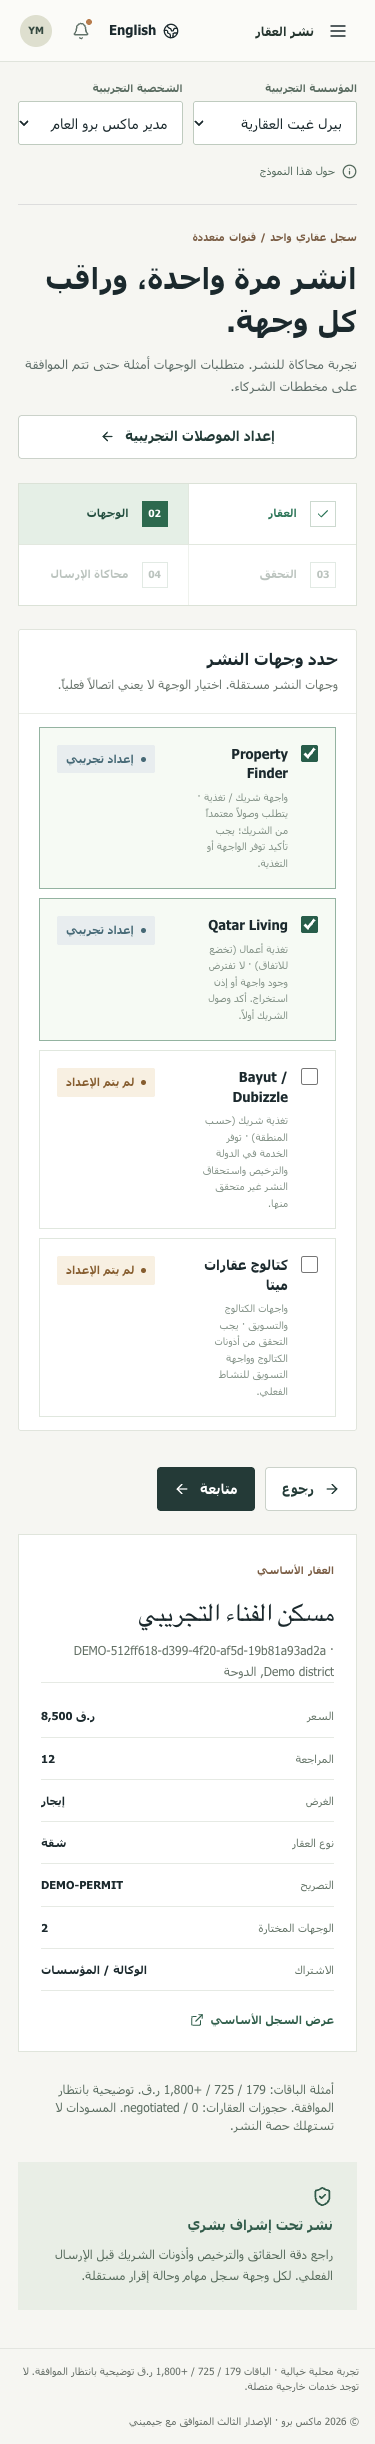 نشر العقار
English
YM
المؤسسة التجريبية
الشخصية التجريبية
بيرل غيت العقارية
مدير ماكس برو العام
حول هذا النموذج
سجل عقاري واحد / قنوات متعددة
انشر مرة واحدة، وراقب
كل وجهة.
تجربة محاكاة للنشر. متطلبات الوجهات أمثلة حتى تتم الموافقة
على مخططات الشركاء.
إعداد الموصلات التجريبية
العقار
02 الوجهات
03 التحقق
04 محاكاة الإرسال
حدد وجهات النشر
وجهات النشر مستقلة. اختيار الوجهة لا يعني اتصالاً فعلياً.
Property
Finder
إعداد تجريبي
واجهة شريك / تغذية ·
يتطلب وصولاً معتمداً
من الشريك؛ يجب
تأكيد توفر الواجهة أو
التغذية.
Qatar Living
إعداد تجريبي
تغذية أعمال (تخضع
للاتفاق) · لا تفترض
وجود واجهة أو إذن
استخراج. أكد وصول
الشريك أولاً.
Bayut /
Dubizzle
لم يتم الإعداد
تغذية شريك (حسب
المنطقة) · توفر
الخدمة في الدولة
والترخيص واستحقاق
النشر غير متحقق
منها.
كتالوج عقارات
ميتا
لم يتم الإعداد
واجهات الكتالوج
والتسويق · يجب
التحقق من أذونات
الكتالوج وواجهة
التسويق للنشاط
الفعلي.
رجوع
متابعة
العقار الأساسي
مسكن الفناء التجريبي
DEMO-512ff618-d399-4f20-af5d-19b81a93ad2a ·
Demo district, الدوحة
السعر
8,500 ر.ق
المراجعة
12
الغرض
إيجار
نوع العقار
شقة
التصريح
DEMO-PERMIT
الوجهات المختارة
2
الاشتراك
الوكالة / المؤسسات
عرض السجل الأساسي
أمثلة الباقات: 179 / 725 / +1,800 ر.ق. توضيحية بانتظار
الموافقة. حجوزات العقارات: 0 / negotiated. المسودات لا
تستهلك حصة النشر.
نشر تحت إشراف بشري
راجع دقة الحقائق والترخيص وأذونات الشريك قبل الإرسال
الفعلي. لكل وجهة سجل مهام وحالة إقرار مستقلة.
تجربة محلية خيالية · الباقات 179 / 725 / +1,800 ر.ق توضيحية بانتظار الموافقة. لا
توجد خدمات خارجية متصلة.
© 2026 ماكس برو · الإصدار الثالث المتوافق مع جيميني